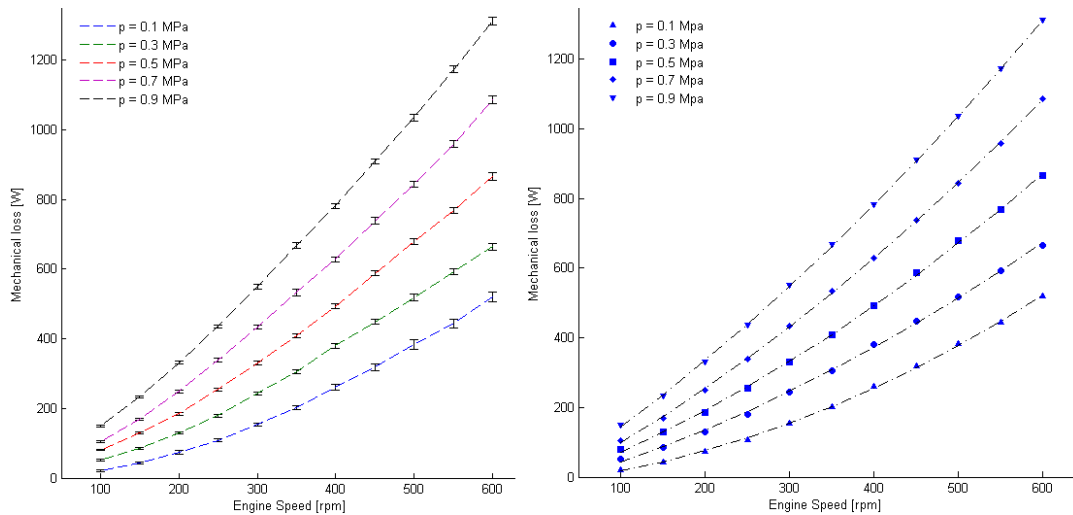 p = 0.1 MPa
p = 0.3 MPa
p = 0.5 MPa
p = 0.7 MPa
p = 0.9 MPa
1200
1000
800
600
400
200
0
Mechanical loss [W]
100 200 300 400 500 600
Engine Speed [rpm]
p = 0.1 Mpa
p = 0.3 Mpa
p = 0.5 Mpa
p = 0.7 Mpa
p = 0.9 Mpa
1200
1000
800
600
400
200
0
Mechanical loss [W]
100 200 300 400 500 600
Engine Speed [rpm]